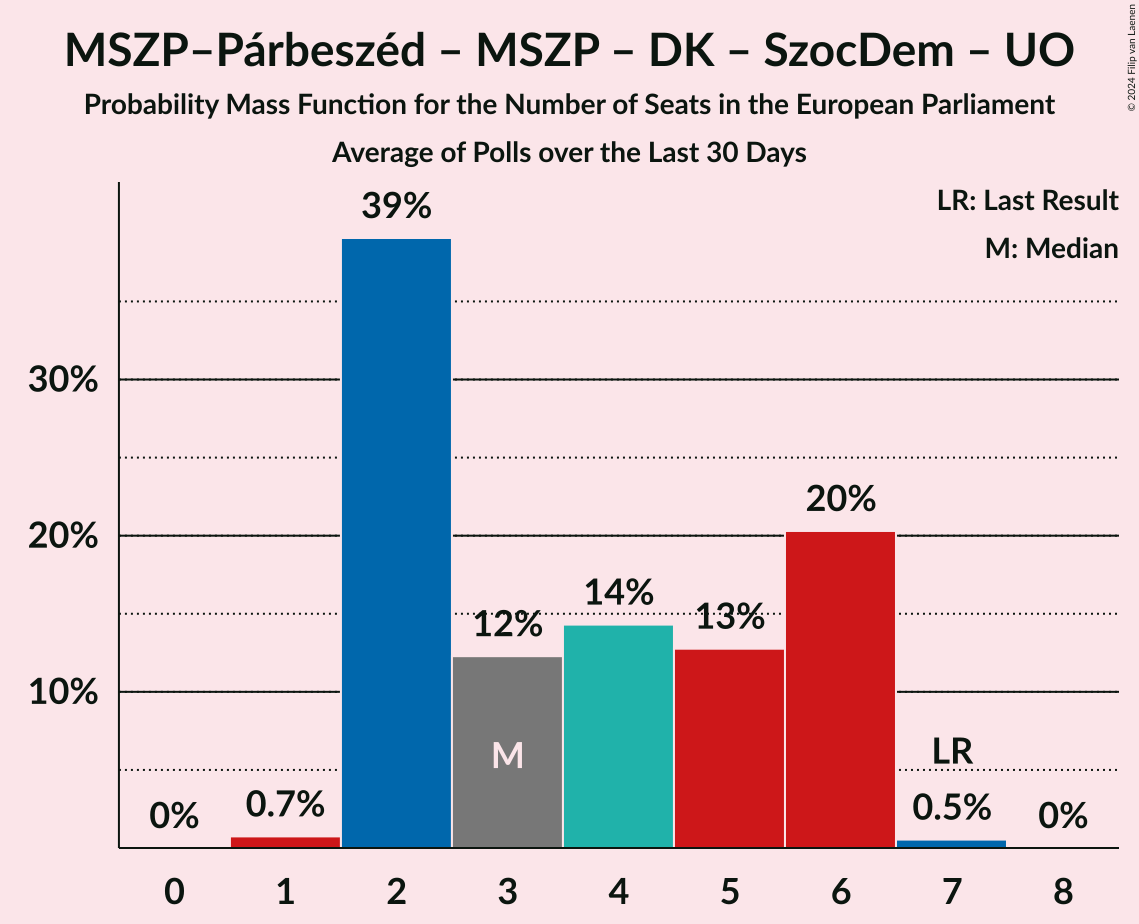 MSZP–Párbeszéd – MSZP – DK – SzocDem – UO
Probability Mass Function for the Number of Seats in the European Parliament
Average of Polls over the Last 30 Days
© 2024 Filip van Laenen
LR: Last Result
M: Median
39%
30%
20%
20%
14%
12%
13%
10%
M
LR
0%
0.7%
0.5%
0%
0 1 2 3 4 5 6 7 8